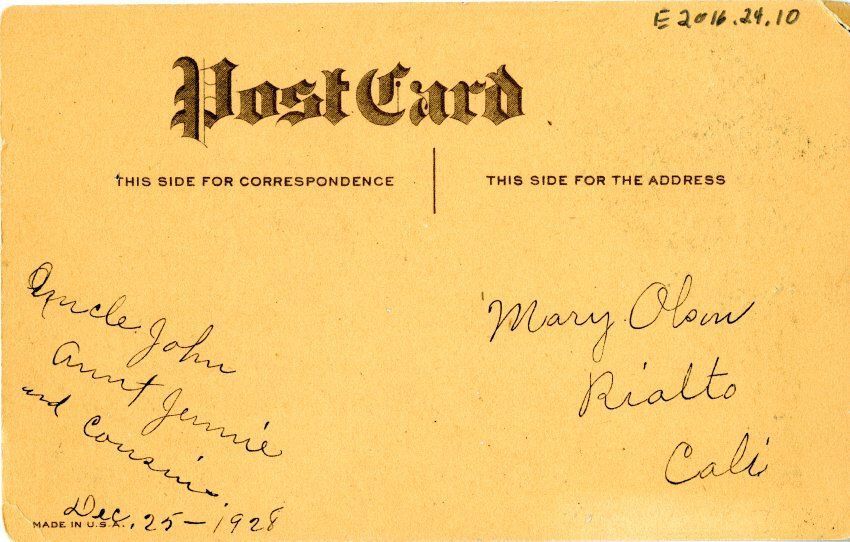 E2016.24.10
Post Card
THIS SIDE FOR CORRESPONDENCE
THIS SIDE FOR THE ADDRESS
Uncle John
Aunt Jennie
and Cousins.
Dec. 25-1928
MADE IN U.S.A.
Mary Olson
Rialto
Cali